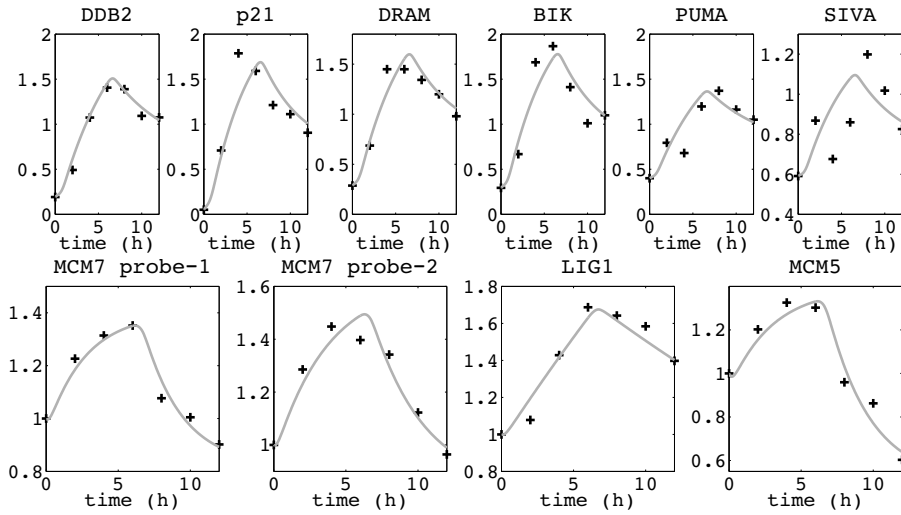 DDB2 p21 DRAM BIK PUMA SIVA
2 2 2 2
1.5 1.5 1.5 1.5 1.5 1.2
1 1 1 1 1 1
0.8
0.5 0.5 0.5 0.5 0.5 0.6
0 0 0 0 0 0.4
0 5 10 0 5 10 0 5 10 0 5 10 0 5 10 0 5 10
time (h) time (h) time (h) time (h) time (h) time (h)
MCM7 probe-1 MCM7 probe-2 LIG1 MCM5
1.6 1.8
1.4 1.4 1.6 1.2
1.2 1.2 1.4 1
1 1 1.2 0.8
1
0.8 0.8 0.6
0 5 10 0 5 10 0 5 10 0 5 10
time (h) time (h) time (h) time (h)